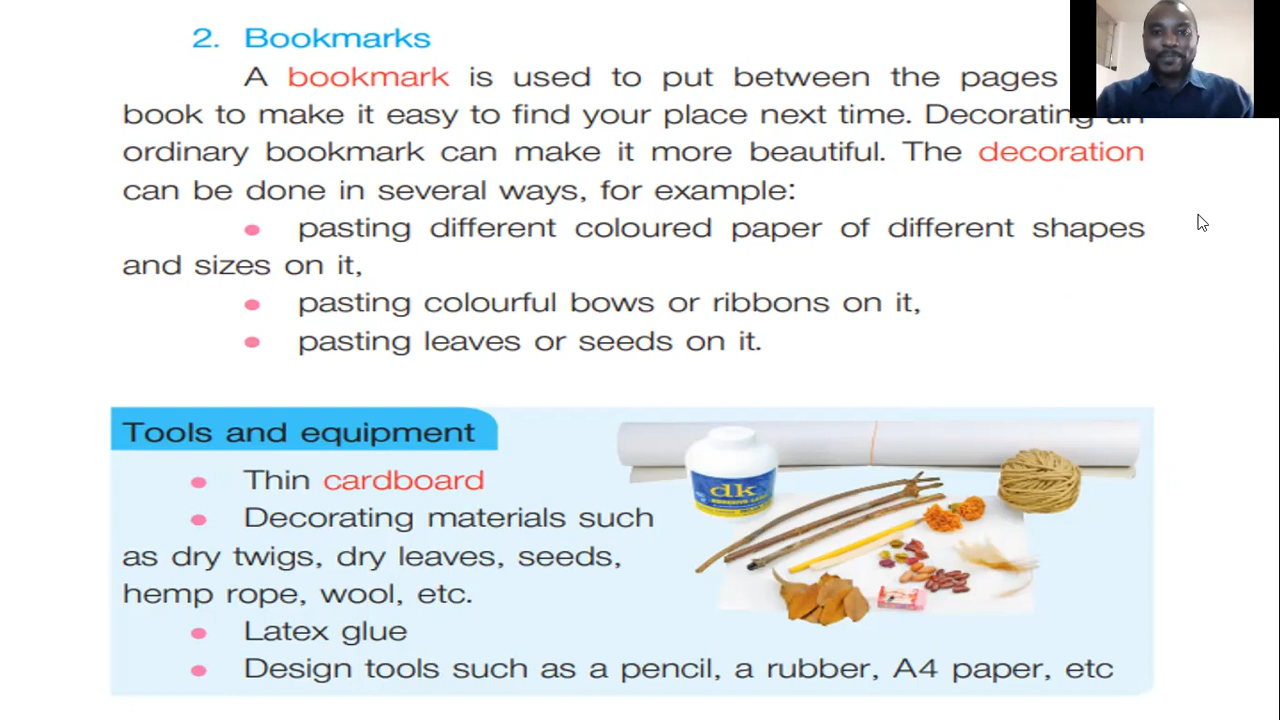 2. Bookmarks
A bookmark is used to put between the pages
book to make it easy to find your place next time. Decorating an
ordinary bookmark can make it more beautiful. The decoration
can be done in several ways, for example:
• pasting different coloured paper of different shapes
and sizes on it,
• pasting colourful bows or ribbons on it,
• pasting leaves or seeds on it.
Tools and equipment
• Thin cardboard
• Decorating materials such
as dry twigs, dry leaves, seeds,
hemp rope, wool, etc.
• Latex glue
• Design tools such as a pencil, a rubber, A4 paper, etc
dk